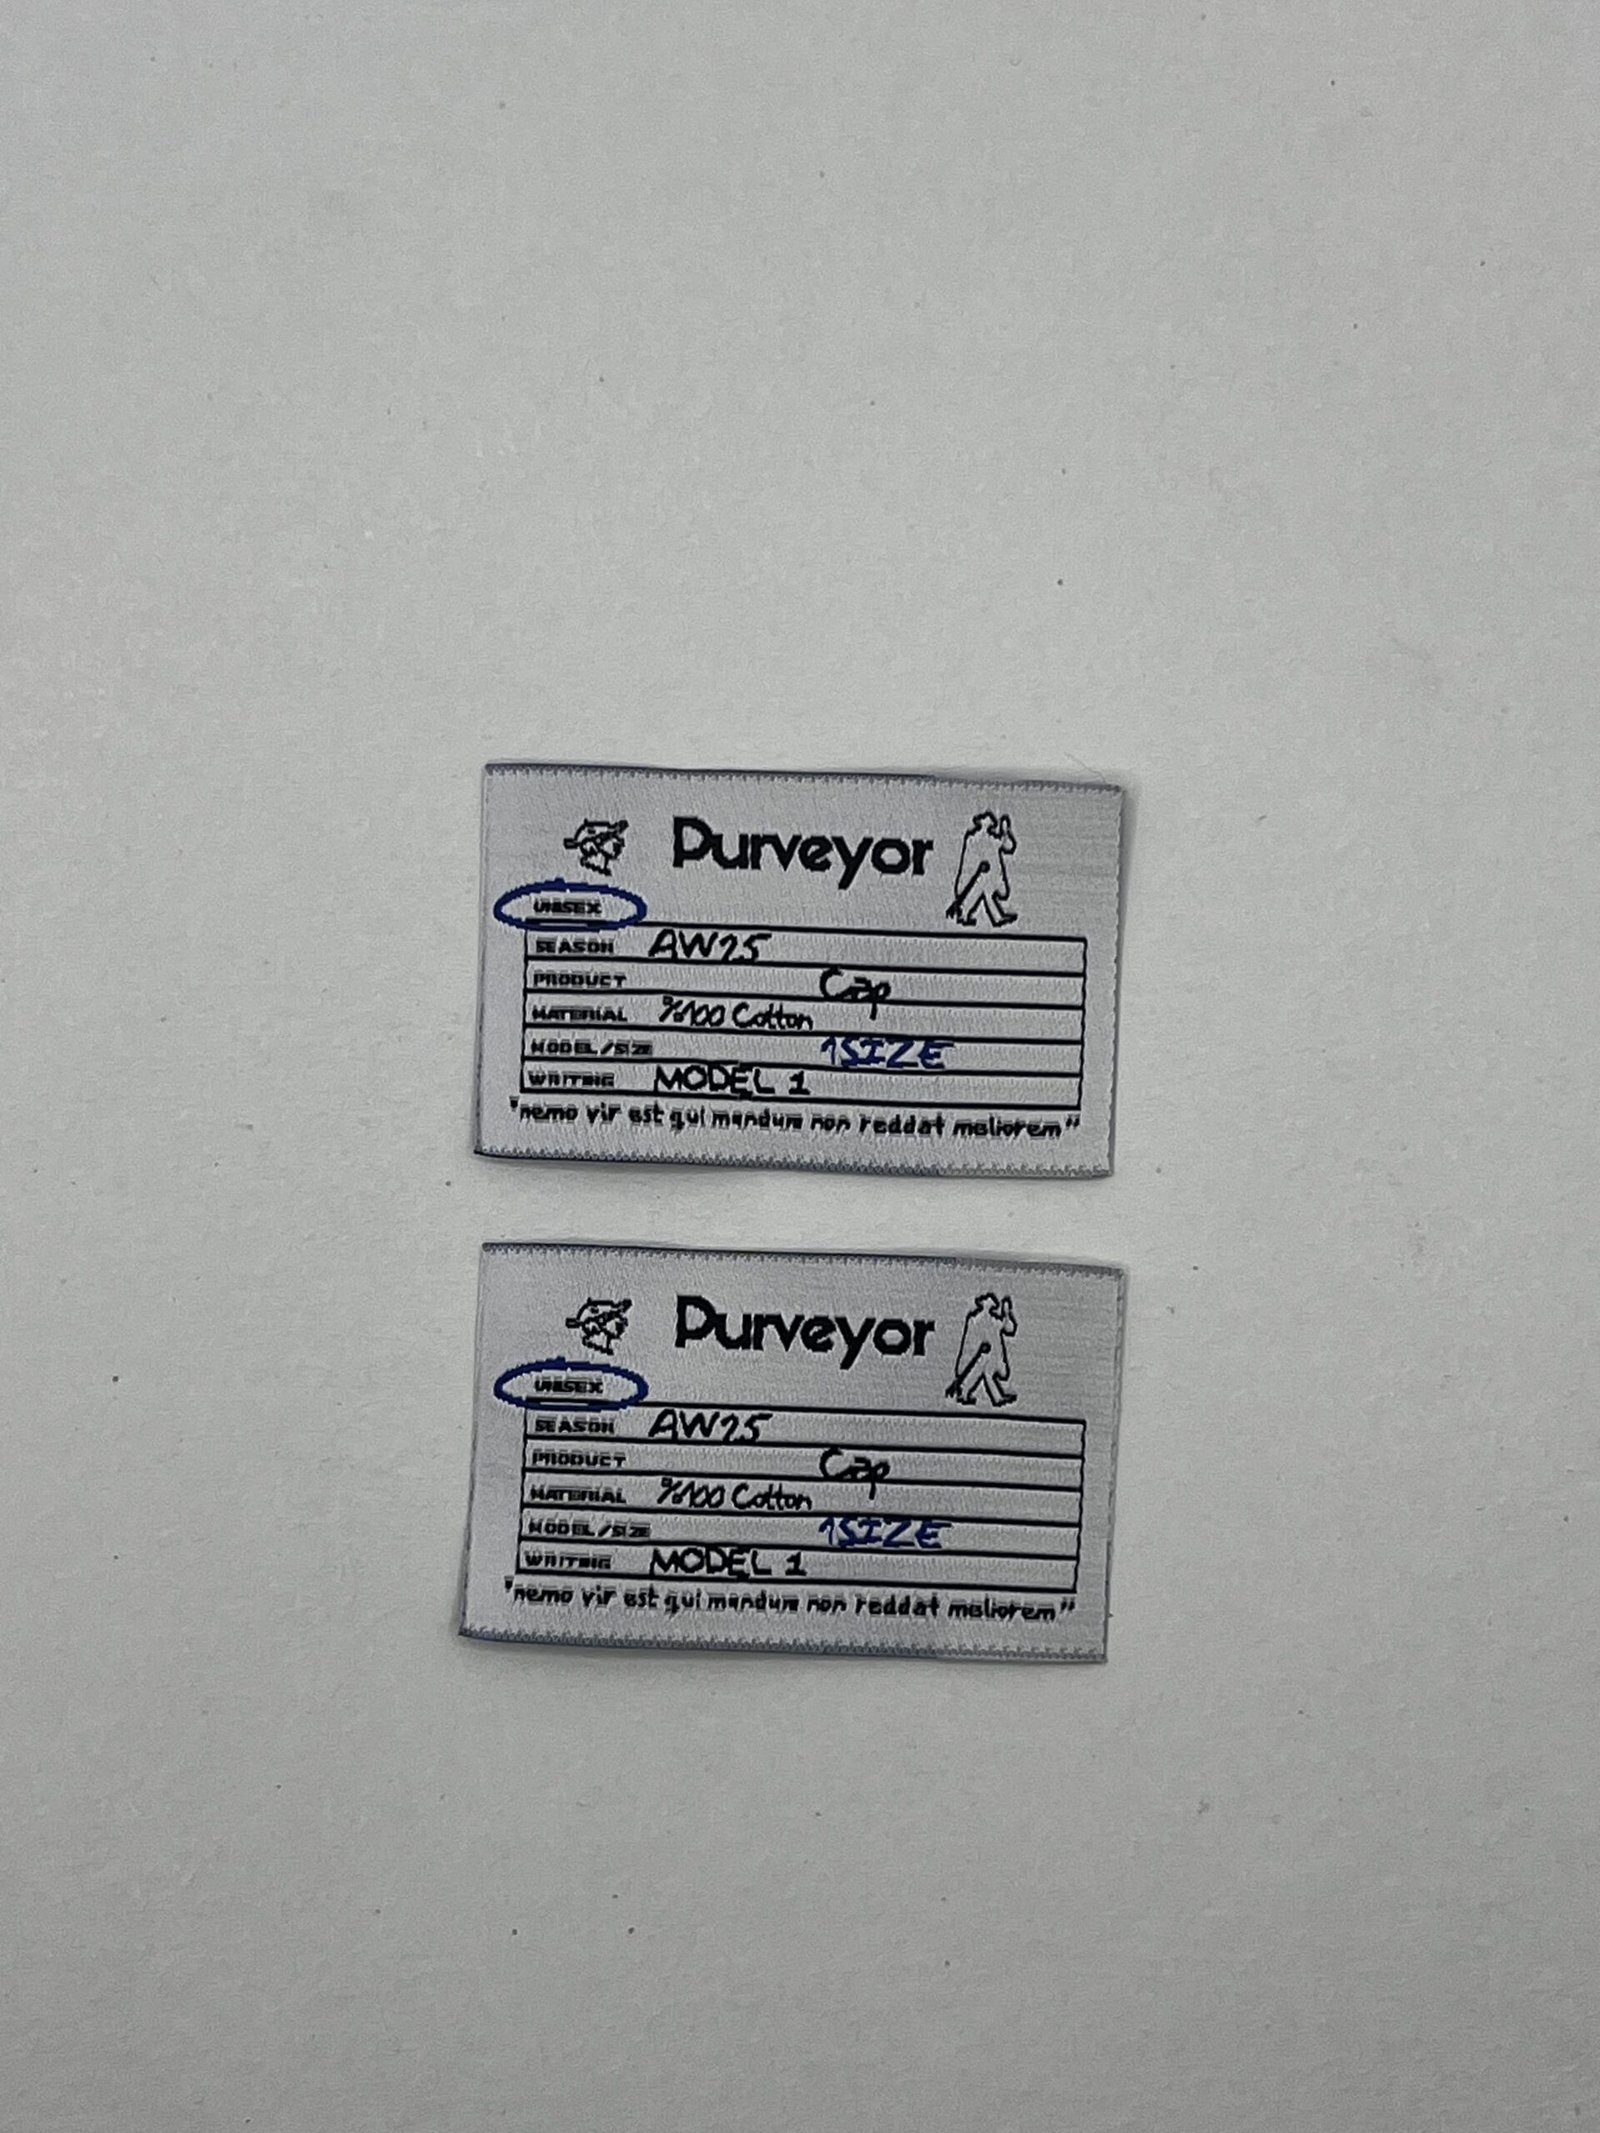 Purveyor
UNISEX
SEASON AW25
PRODUCT Cap
MATERIAL %100 Cotton
MODEL/SIZE 1SIZE
WRITING MODEL 1
"nemo vir est qui mundum non reddat meliorem"
Purveyor
UNISEX
SEASON AW25
PRODUCT Cap
MATERIAL %100 Cotton
MODEL/SIZE 1SIZE
WRITING MODEL 1
"nemo vir est qui mundum non reddat meliorem"